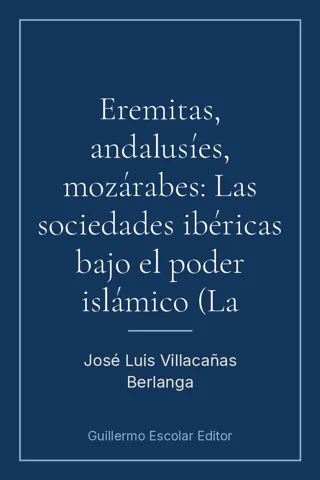 Eremitas,
andalusíes,
mozárabes: Las
sociedades ibéricas
bajo el poder
islámico (La
José Luis Villacañas
Berlanga
Guillermo Escolar Editor